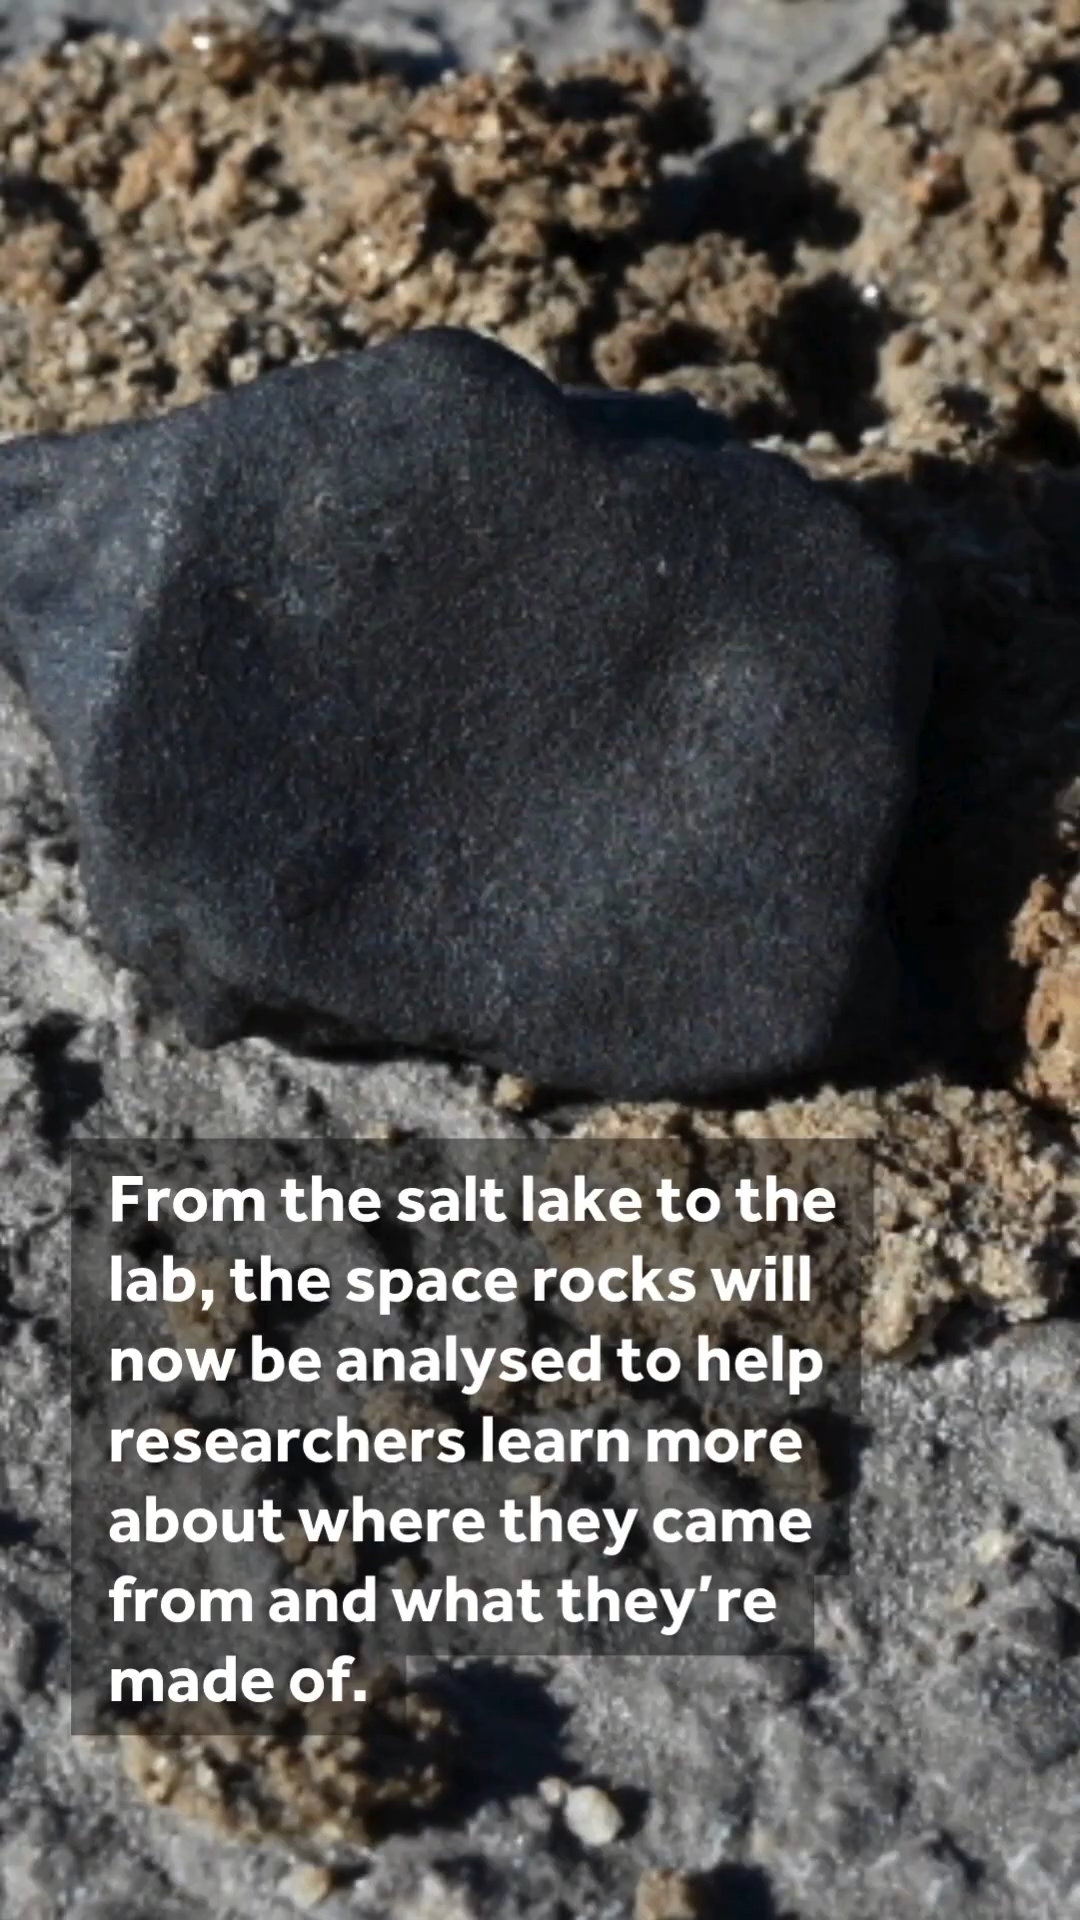 From the salt lake to the
lab, the space rocks will
now be analysed to help
researchers learn more
about where they came
from and what they’re
made of.